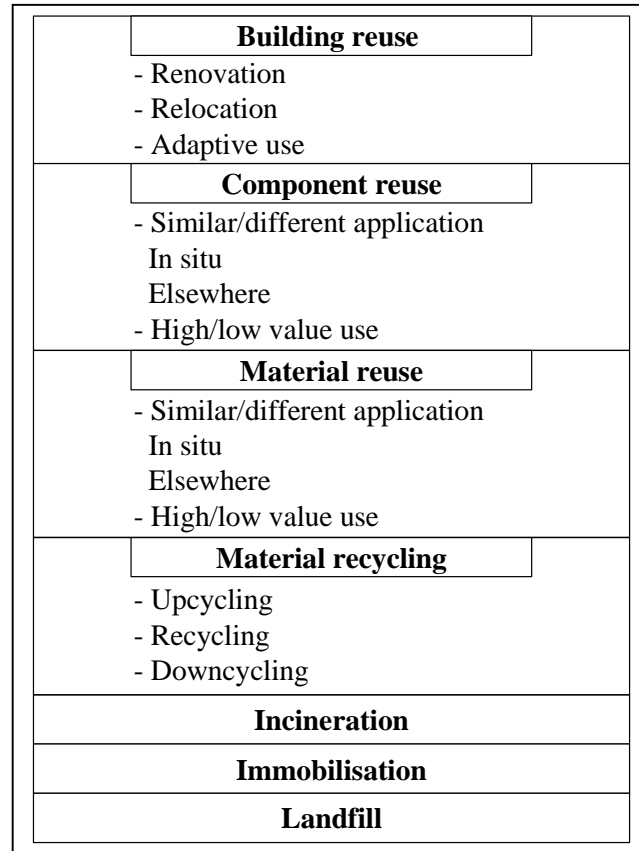 Building reuse
- Renovation
- Relocation
- Adaptive use
Component reuse
- Similar/different application
In situ
Elsewhere
- High/low value use
Material reuse
- Similar/different application
In situ
Elsewhere
- High/low value use
Material recycling
- Upcycling
- Recycling
- Downcycling
Incineration
Immobilisation
Landfill